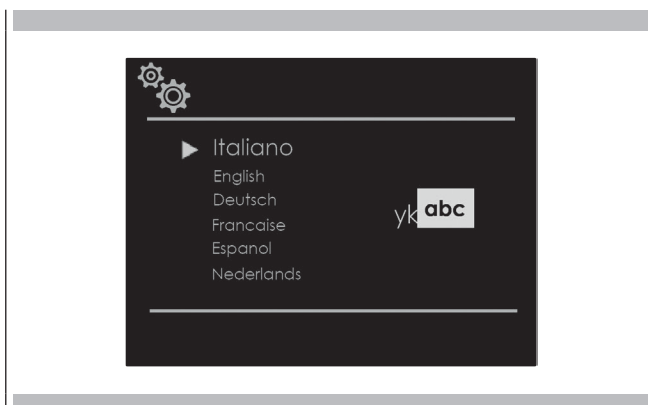 Italiano
English
Deutsch
Francaise
Espanol
Nederlands
yk abc